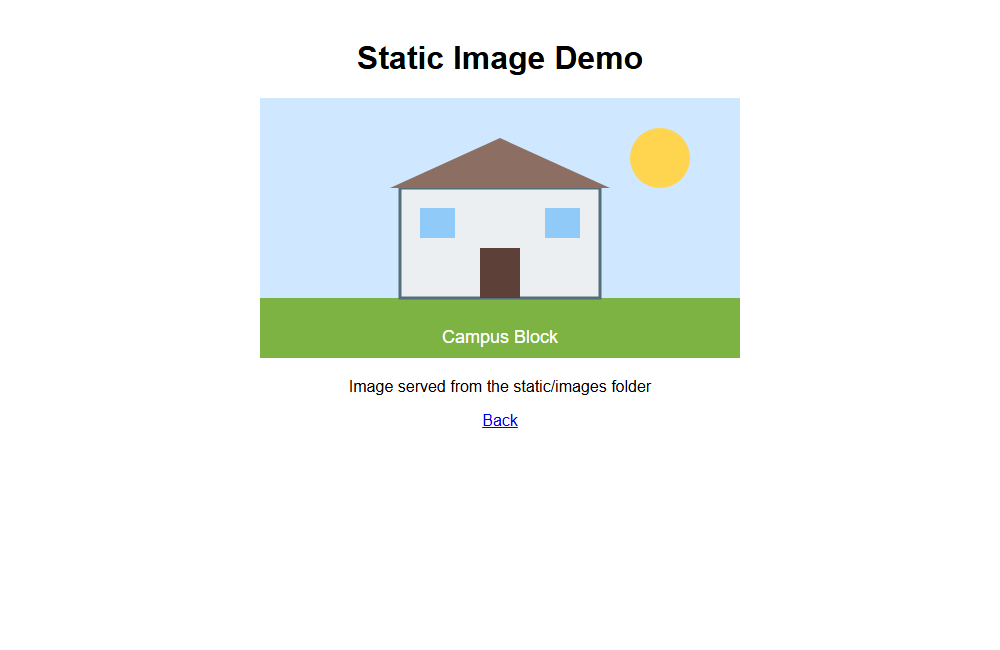 Static Image Demo
Campus Block
Image served from the static/images folder
Back